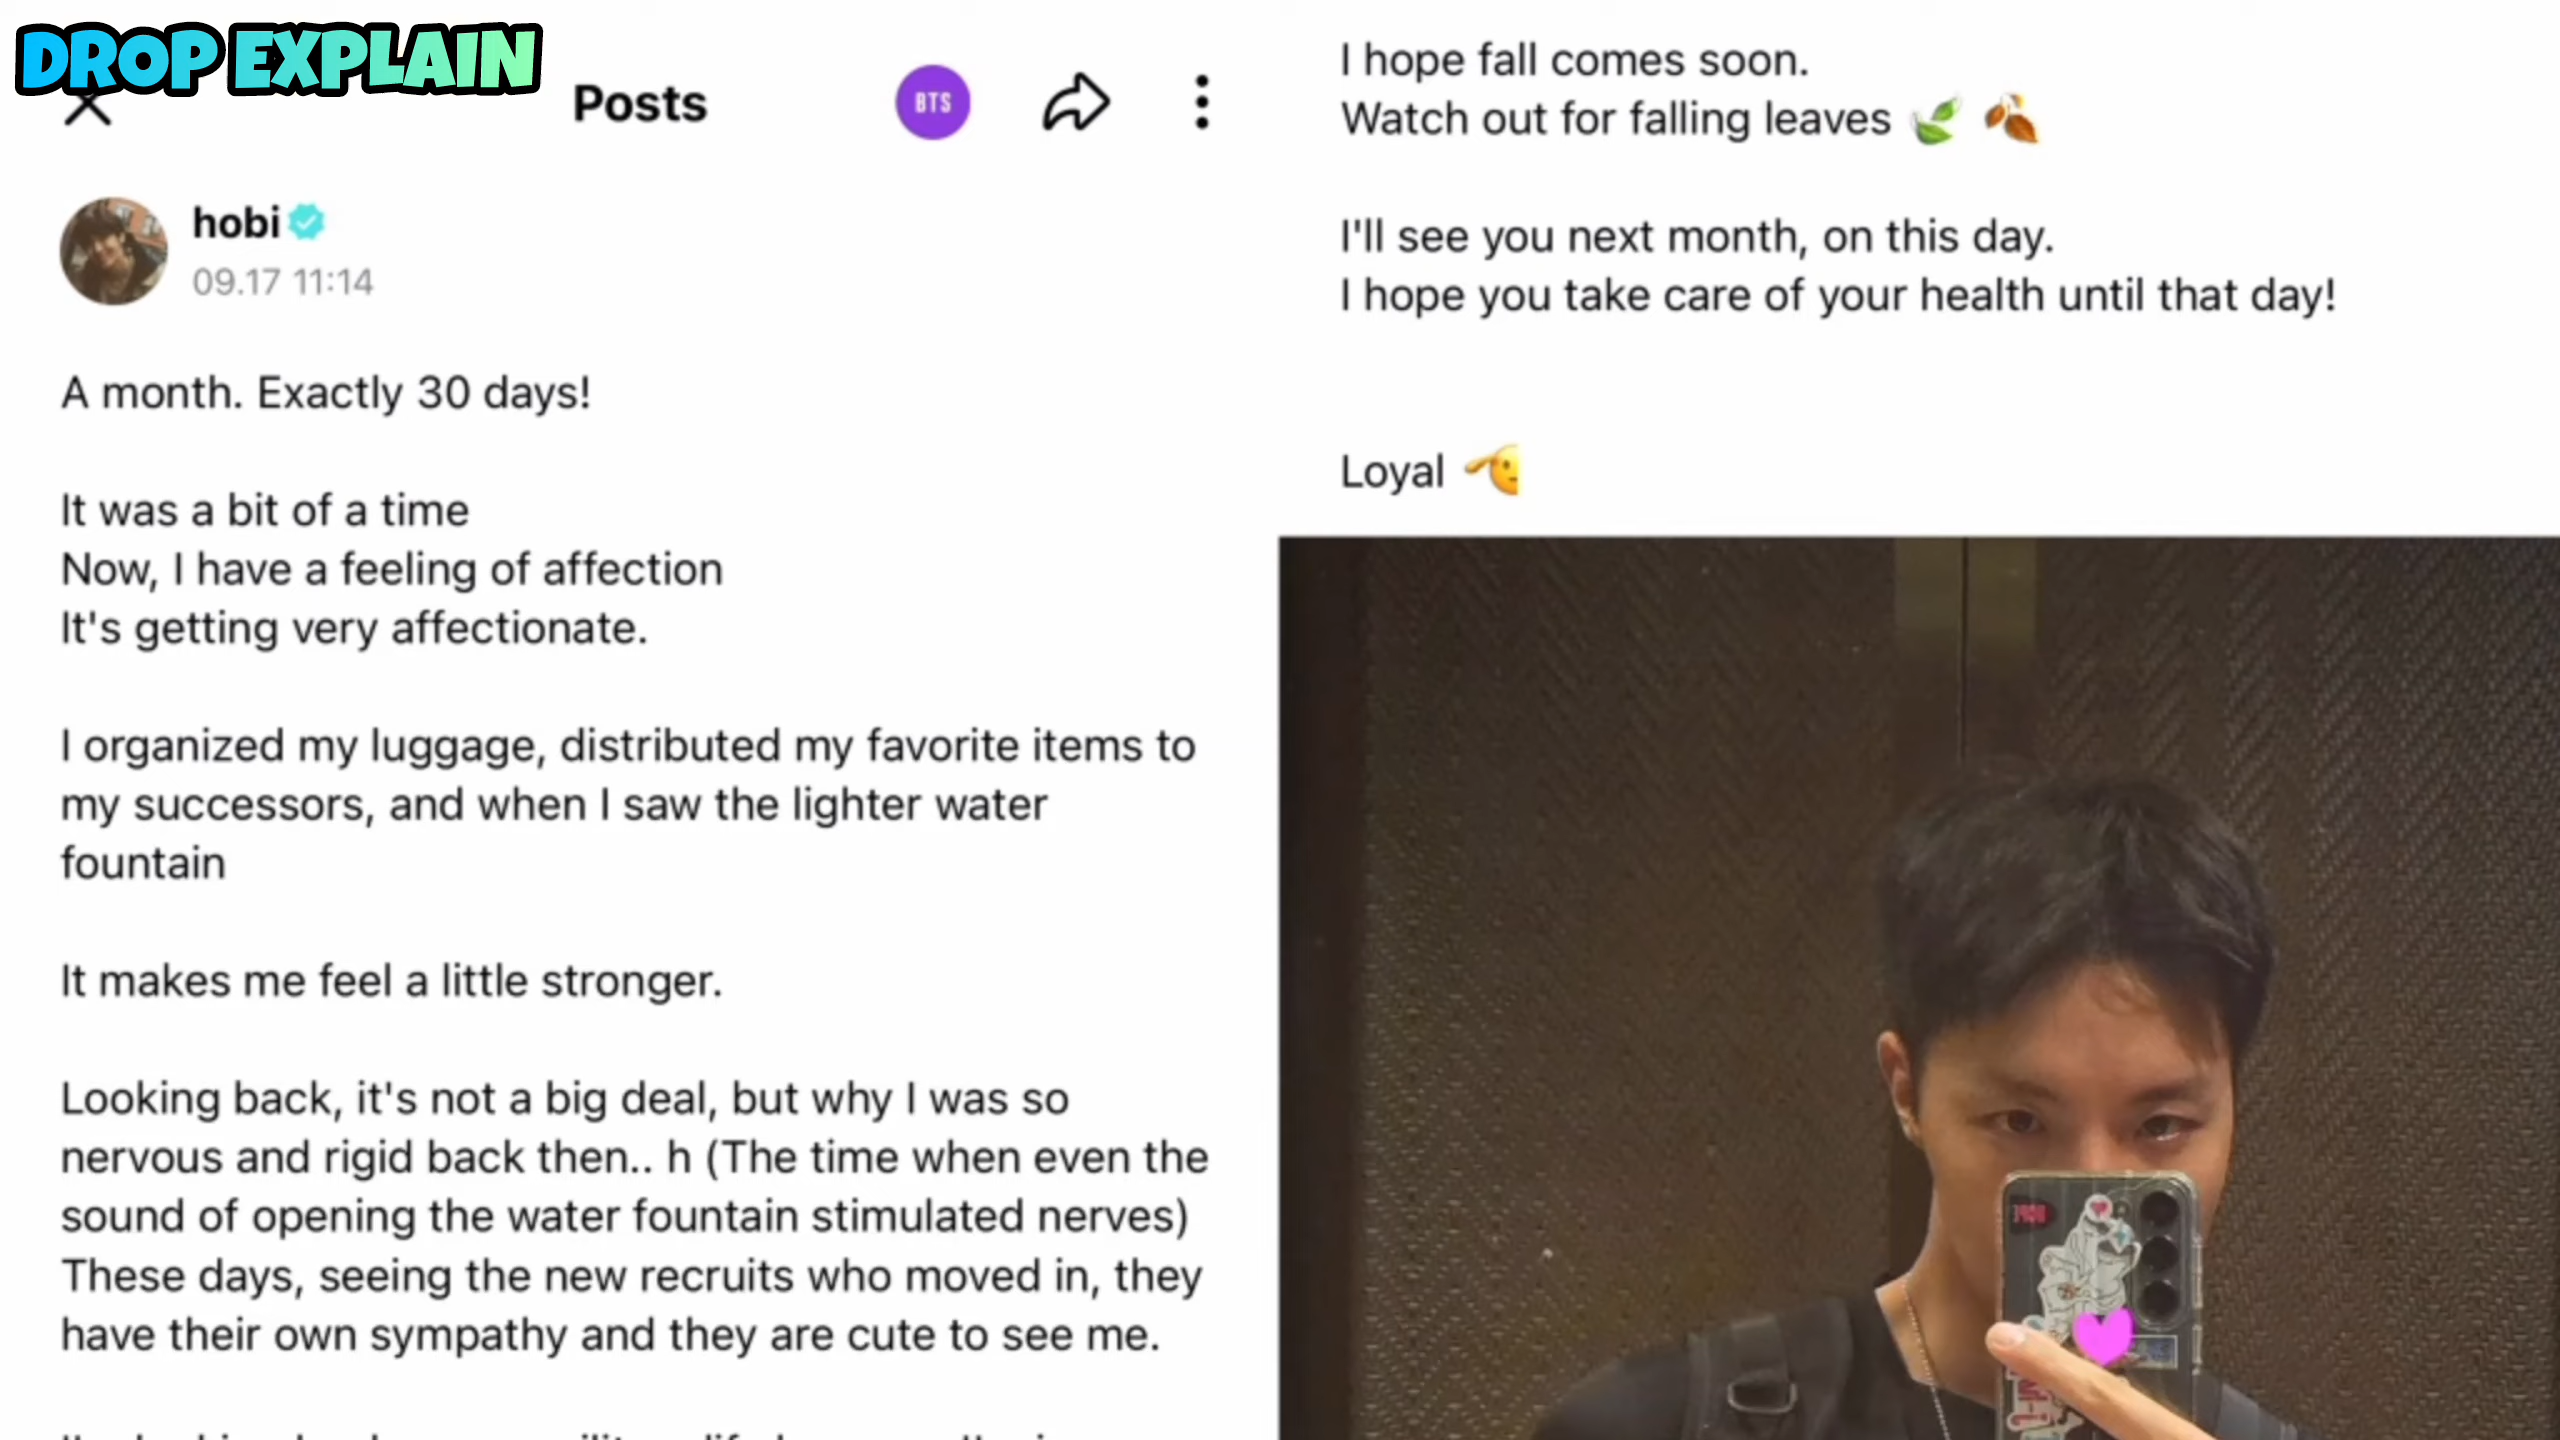 DROP EXPLAIN
Posts
BTS
hobi
09.17 11:14
A month. Exactly 30 days!
It was a bit of a time
Now, I have a feeling of affection
It's getting very affectionate.
I organized my luggage, distributed my favorite items to
my successors, and when I saw the lighter water
fountain
It makes me feel a little stronger.
Looking back, it's not a big deal, but why I was so
nervous and rigid back then.. h (The time when even the
sound of opening the water fountain stimulated nerves)
These days, seeing the new recruits who moved in, they
have their own sympathy and they are cute to see me.
I hope fall comes soon.
Watch out for falling leaves 🌿 🍂
I'll see you next month, on this day.
I hope you take care of your health until that day!
Loyal 🫡